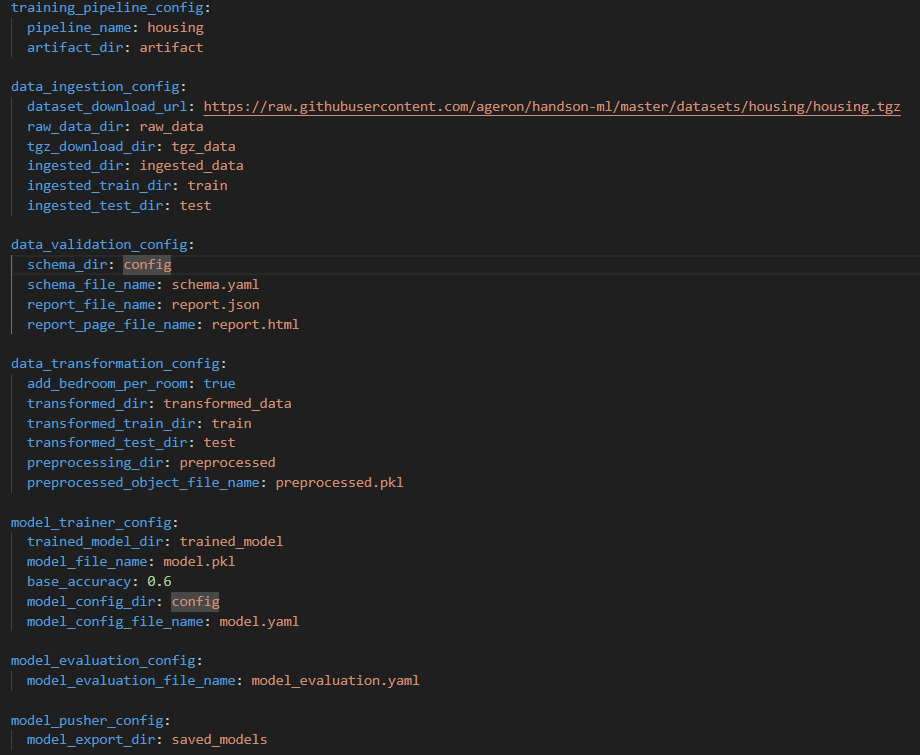 training_pipeline_config:
pipeline_name: housing
artifact_dir: artifact
data_ingestion_config:
dataset_download_url: https://raw.githubusercontent.com/ageron/handson-ml/master/datasets/housing/housing.tgz
raw_data_dir: raw_data
tgz_download_dir: tgz_data
ingested_dir: ingested_data
ingested_train_dir: train
ingested_test_dir: test
data_validation_config:
schema_dir: config
schema_file_name: schema.yaml
report_file_name: report.json
report_page_file_name: report.html
data_transformation_config:
add_bedroom_per_room: true
transformed_dir: transformed_data
transformed_train_dir: train
transformed_test_dir: test
preprocessing_dir: preprocessed
preprocessed_object_file_name: preprocessed.pkl
model_trainer_config:
trained_model_dir: trained_model
model_file_name: model.pkl
base_accuracy: 0.6
model_config_dir: config
model_config_file_name: model.yaml
model_evaluation_config:
model_evaluation_file_name: model_evaluation.yaml
model_pusher_config:
model_export_dir: saved_models